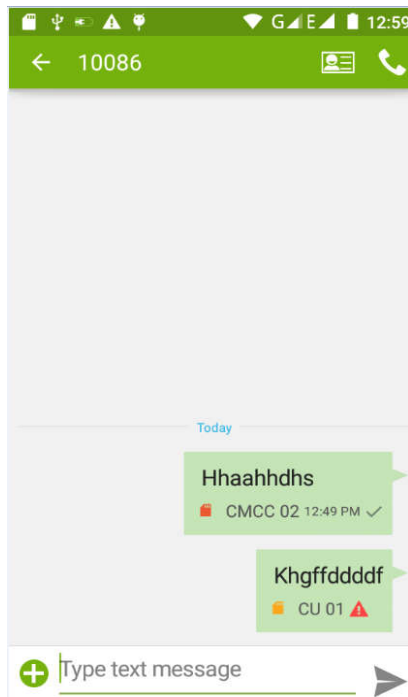 G E 12:59
10086
Today
Hhaahhdhs
CMCC 02 12:49 PM
Khgffddddf
CU 01
Type text message